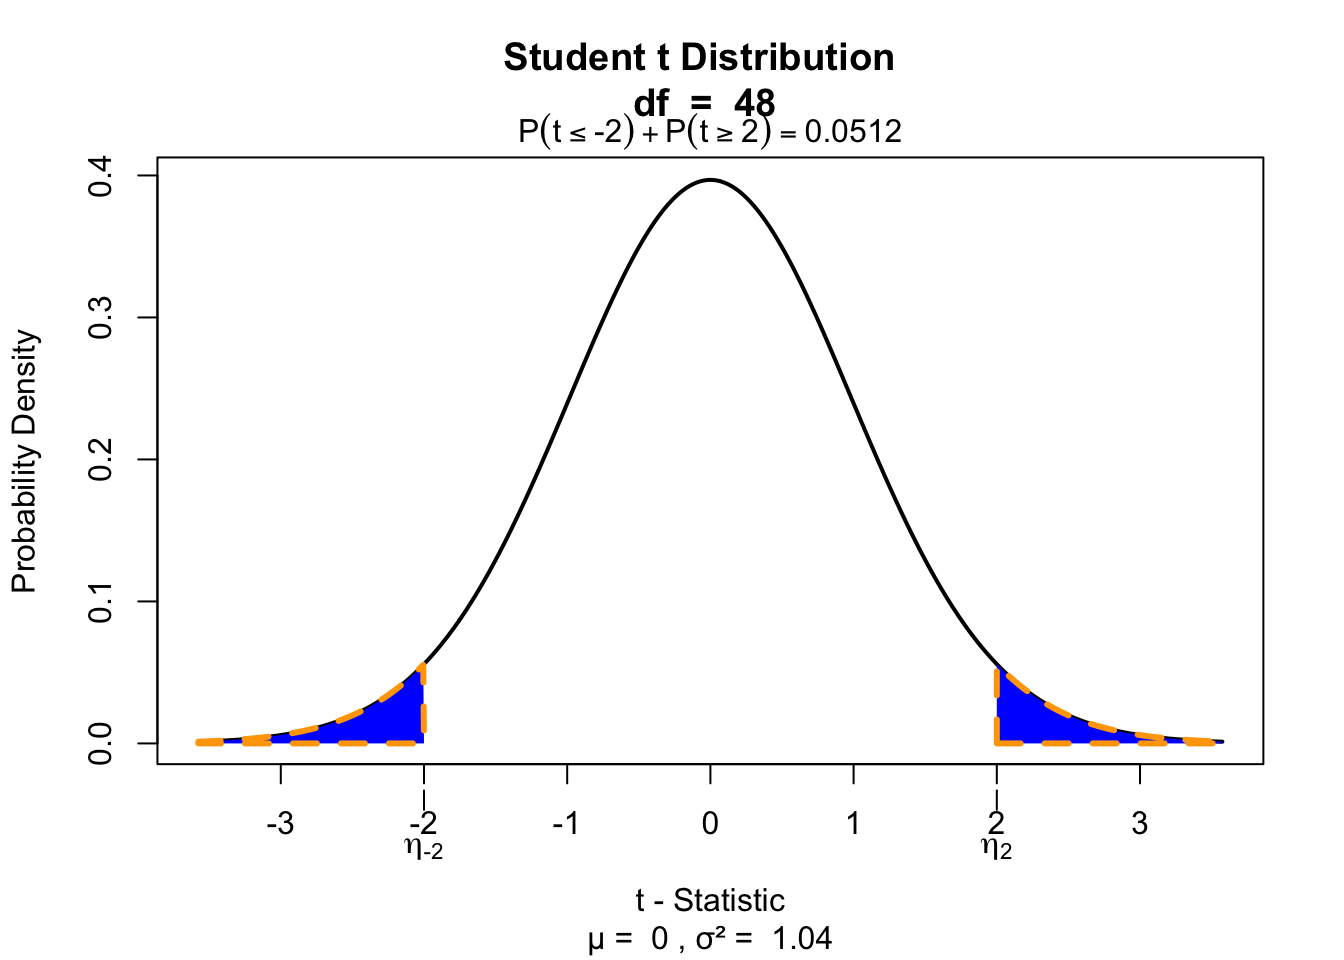 Student t Distribution
df = 48
P(t ≤ -2) + P(t ≥ 2) = 0.0512
Probability Density
0.4
0.3
0.2
0.1
0.0
-3 -2 -1 0 1 2 3
η-2 η2
t - Statistic
μ = 0 , σ² = 1.04